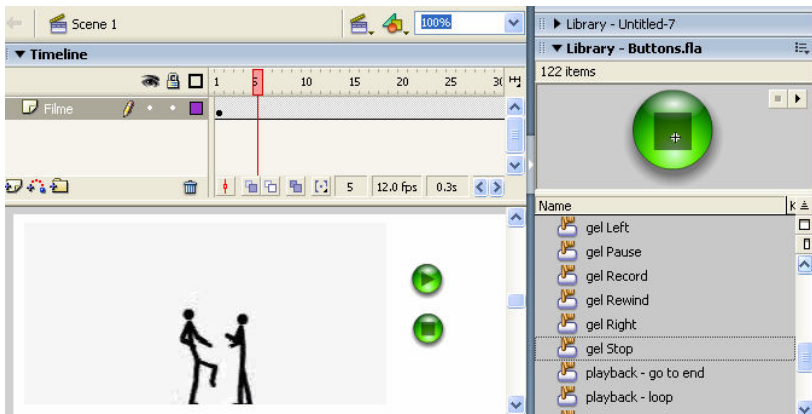 Scene 1
100%
Timeline
1 5 10 15 20 25 30
Filme
5 12.0 fps 0.3s
Library - Untitled-7
Library - Buttons.fla
122 items
Name
gel Left
gel Pause
gel Record
gel Rewind
gel Right
gel Stop
playback - go to end
playback - loop